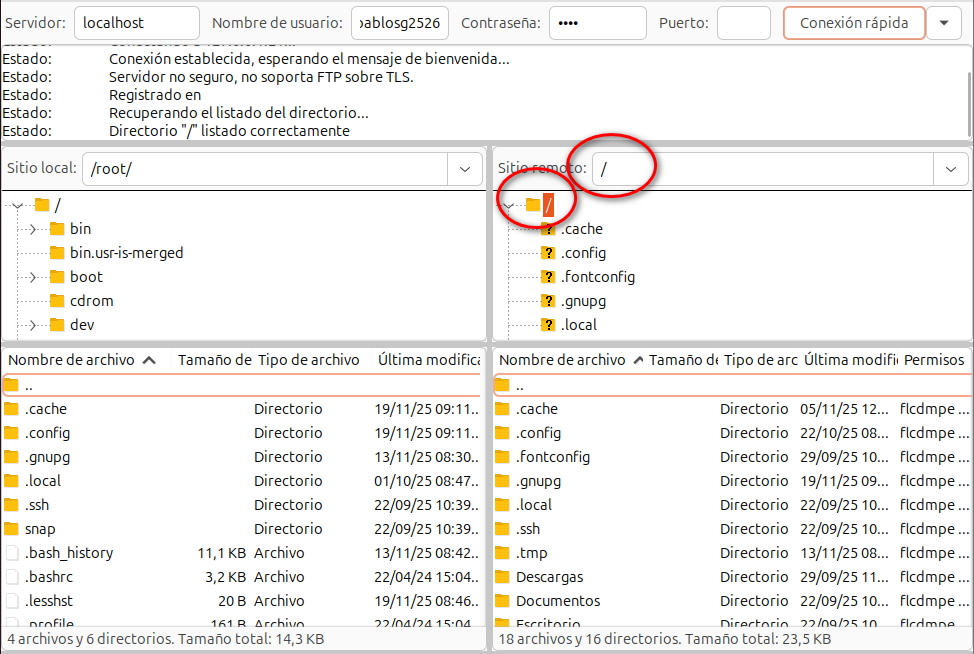 Servidor: localhost Nombre de usuario: pablosg2526 Contraseña: •••• Puerto: Conexión rápida
Estado: Conexión establecida, esperando el mensaje de bienvenida...
Estado: Servidor no seguro, no soporta FTP sobre TLS.
Estado: Registrado en
Estado: Recuperando el listado del directorio...
Estado: Directorio "/" listado correctamente
Sitio local: /root/
/
bin
bin.usr-is-merged
boot
cdrom
dev
Sitio remoto: /
/
.cache
.config
.fontconfig
.gnupg
.local
Nombre de archivo Tamaño de Tipo de archivo Última modifica
..
.cache Directorio 19/11/25 09:11...
.config Directorio 19/11/25 09:11...
.gnupg Directorio 13/11/25 08:30...
.local Directorio 01/10/25 08:47...
.ssh Directorio 22/09/25 10:39...
snap Directorio 22/09/25 10:39...
.bash_history 11,1 KB Archivo 13/11/25 08:42...
.bashrc 3,2 KB Archivo 22/04/24 15:04...
.lesshst 20 B Archivo 19/11/25 08:46...
.profile 161 B Archivo 22/04/24 15:04...
4 archivos y 6 directorios. Tamaño total: 14,3 KB
Nombre de archivo Tamaño de Tipo de arc Última modifi Permisos
..
.cache Directorio 05/11/25 12... flcdmpe ...
.config Directorio 22/10/25 08... flcdmpe ...
.fontconfig Directorio 29/09/25 10... flcdmpe ...
.gnupg Directorio 19/11/25 09... flcdmpe ...
.local Directorio 22/09/25 10... flcdmpe ...
.ssh Directorio 22/09/25 10... flcdmpe ...
.tmp Directorio 13/11/25 08... flcdmpe ...
Descargas Directorio 29/09/25 11... flcdmpe ...
Documentos Directorio 22/09/25 10... flcdmpe ...
Escritorio Directorio 22/09/25 10... flcdmpe ...
18 archivos y 16 directorios. Tamaño total: 23,5 KB